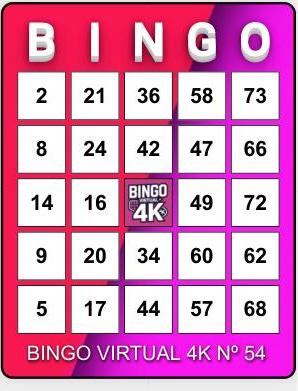 B I N G O
2 21 36 58 73
8 24 42 47 66
14 16 BINGO VIRTUAL 4K 49 72
9 20 34 60 62
5 17 44 57 68
BINGO VIRTUAL 4K Nº 54